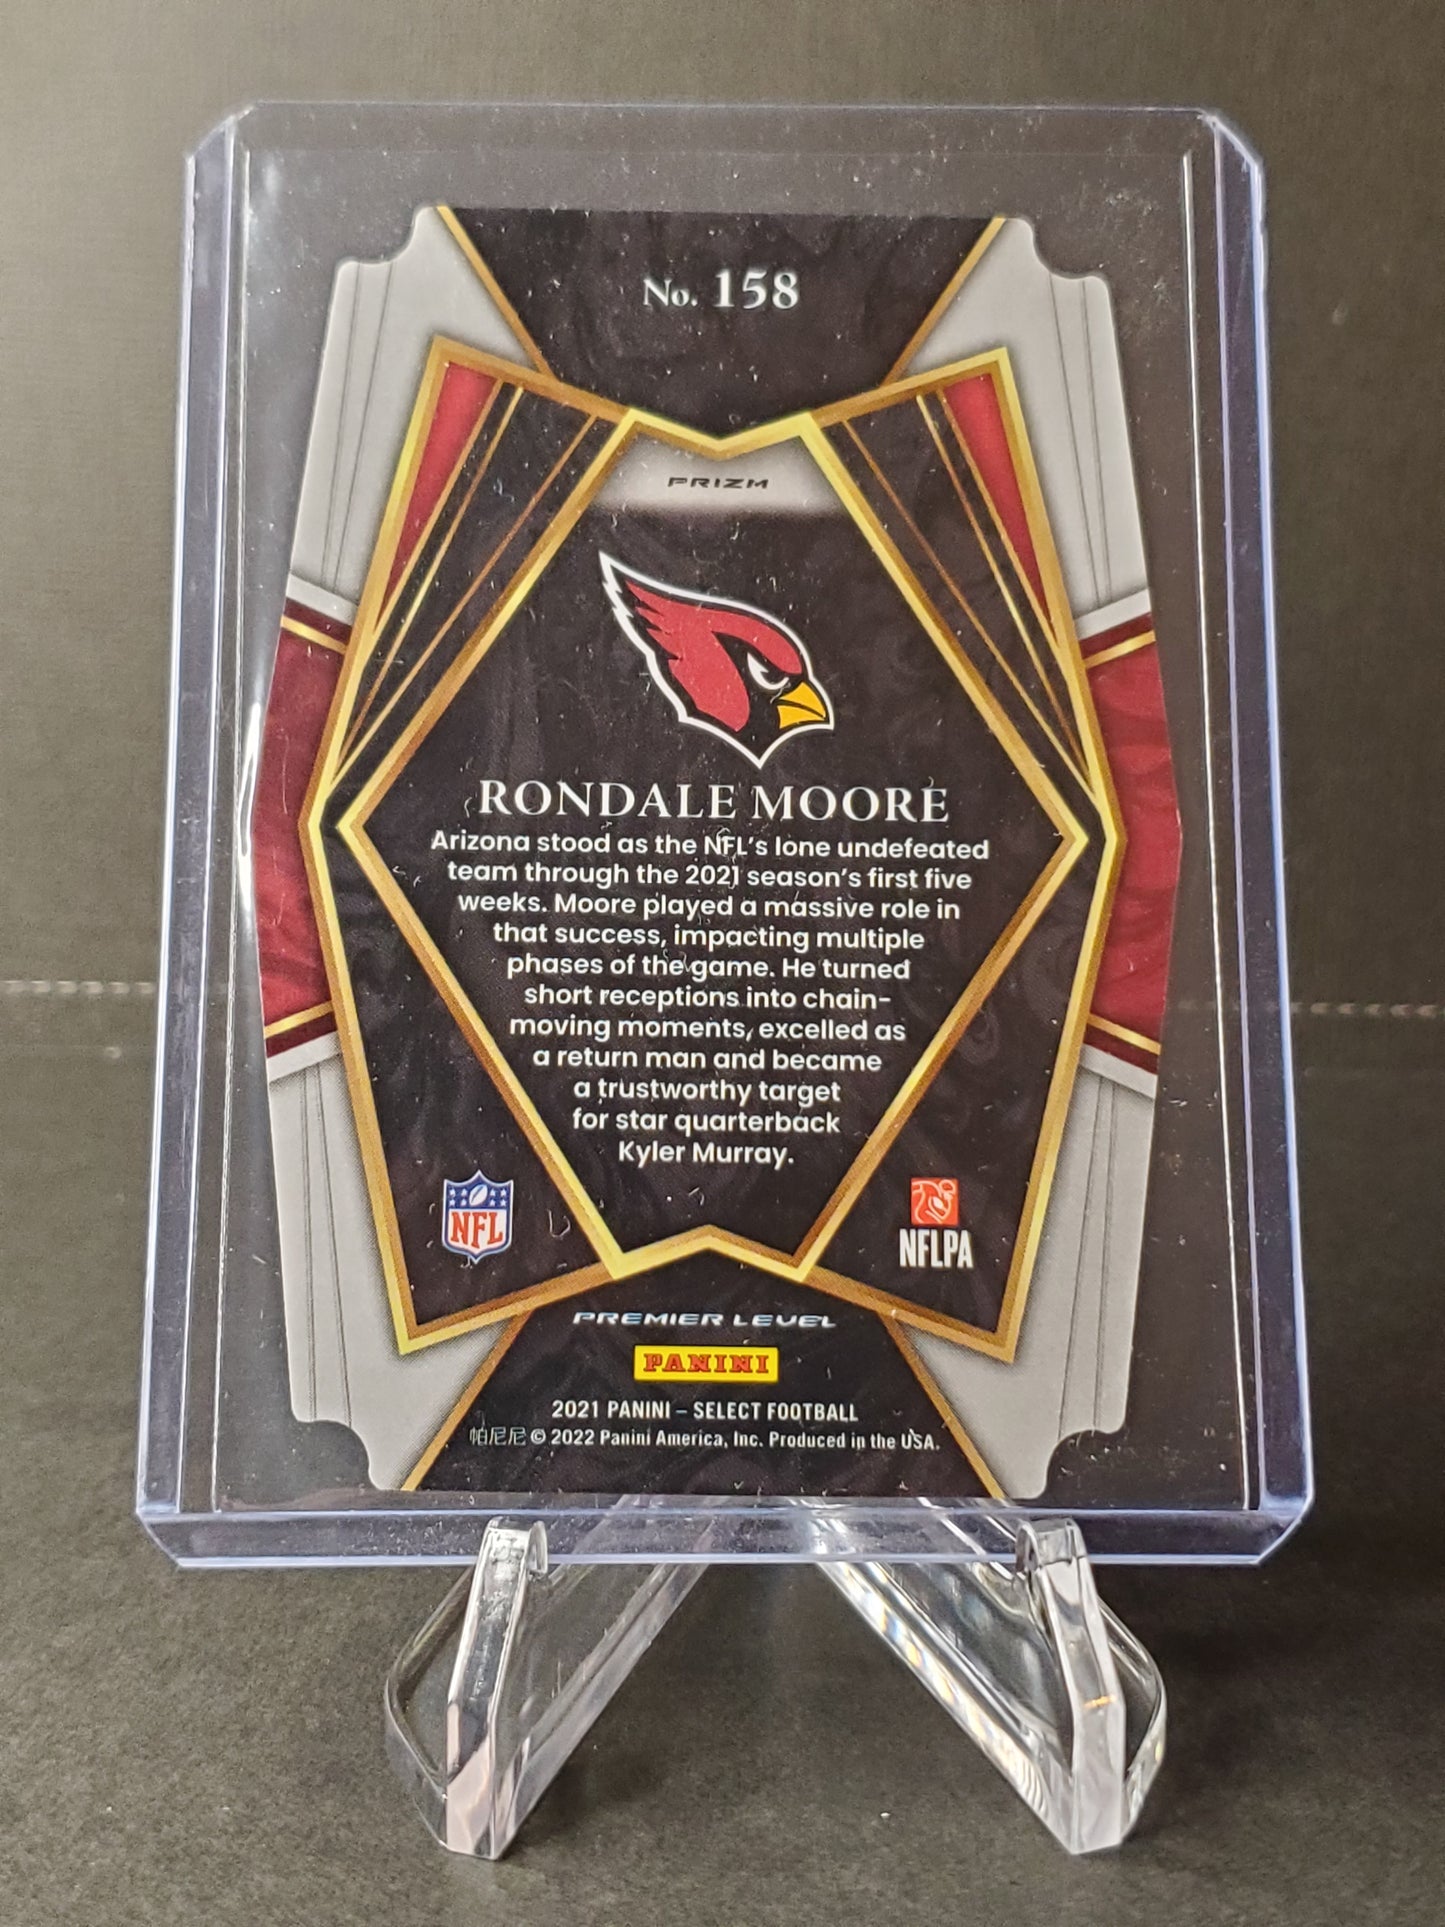 No. 158
PRIZM
RONDALE MOORE
Arizona stood as the NFL's lone undefeated
team through the 2021 season's first five
weeks. Moore played a massive role in
that success, impacting multiple
phases of the game. He turned
short receptions into chain-
moving moments, excelled as
a return man and became
a trustworthy target
for star quarterback
Kyler Murray.
NFL
NFLPA
PREMIER LEVEL
PANINI
2021 PANINI – SELECT FOOTBALL
帕尼尼 © 2022 Panini America, Inc. Produced in the USA.